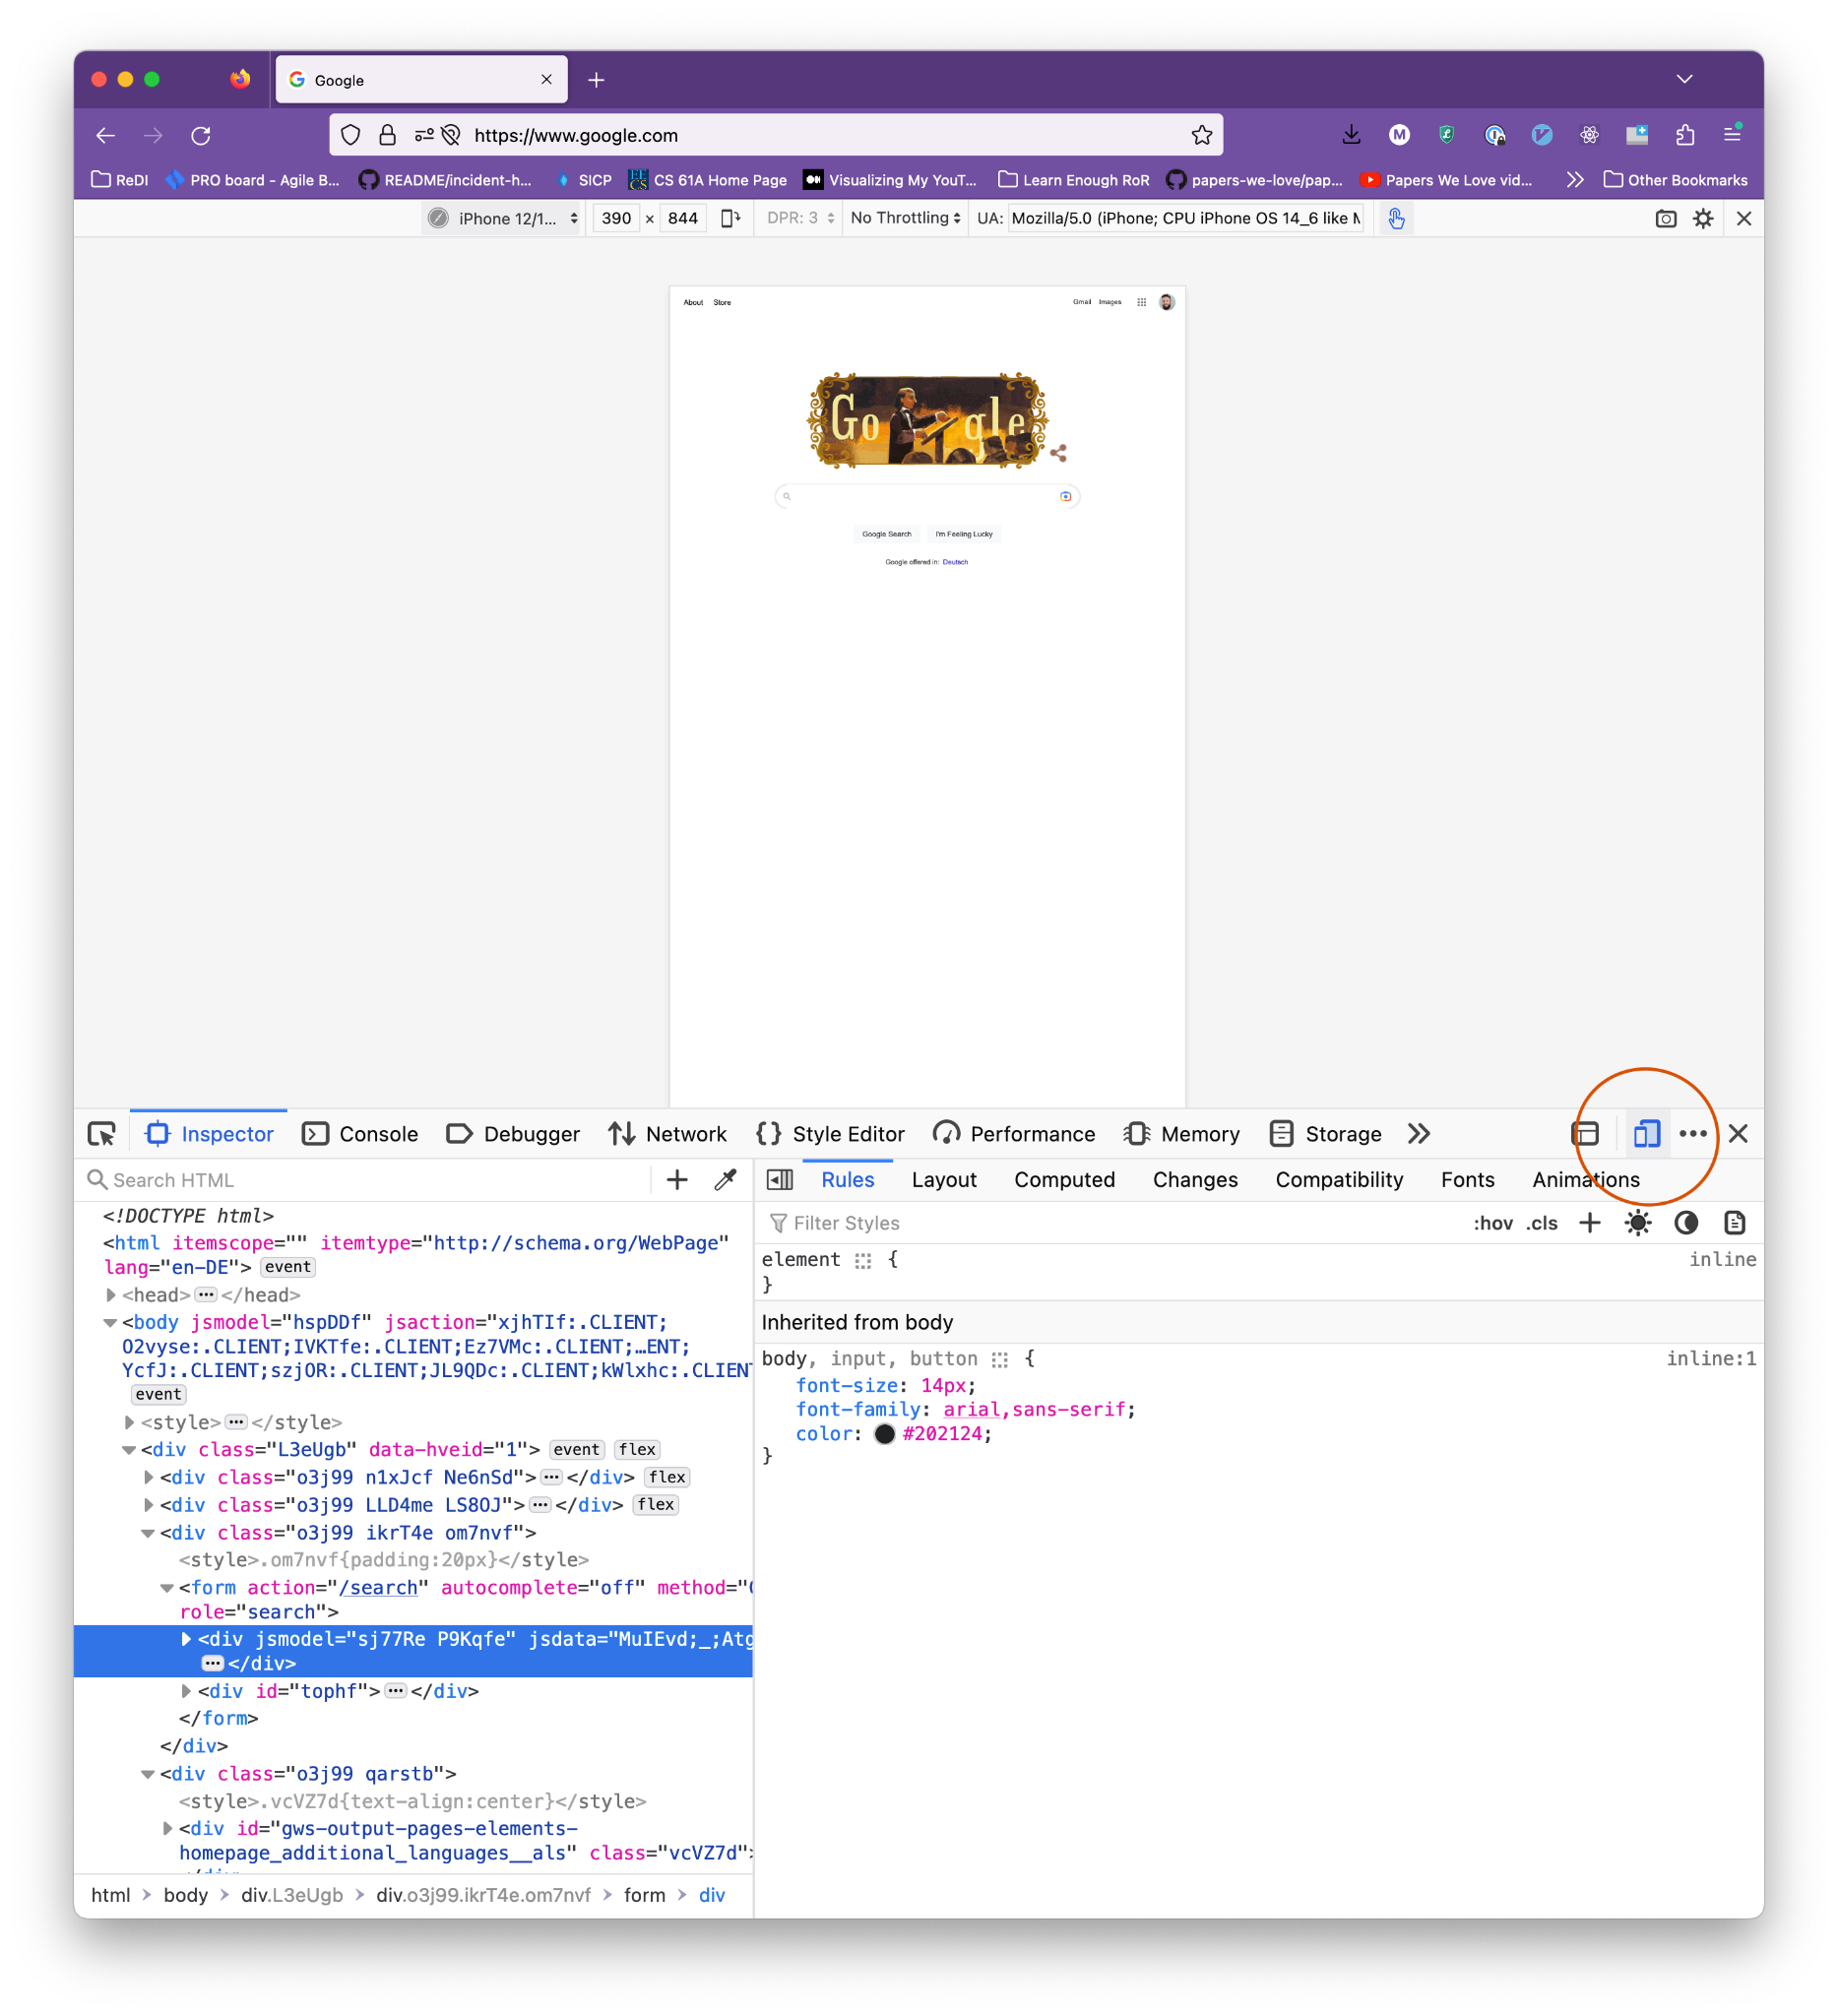 Google
https://www.google.com
ReDI PRO board - Agile B... README/incident-h... SICP CS 61A Home Page Visualizing My YouT... Learn Enough RoR papers-we-love/pap... Papers We Love vid... Other Bookmarks
iPhone 12/1... 390 × 844 DPR: 3 No Throttling UA: Mozilla/5.0 (iPhone; CPU iPhone OS 14_6 like M
About Store Gmail Images
Google
Google Search I'm Feeling Lucky
Google offered in: Deutsch
Inspector Console Debugger Network Style Editor Performance Memory Storage
Search HTML
<!DOCTYPE html>
<html itemscope="" itemtype="http://schema.org/WebPage"
lang="en-DE"> event
<head>···</head>
<body jsmodel="hspDDf" jsaction="xjhTIf:.CLIENT;
O2vyse:.CLIENT;IVKTfe:.CLIENT;Ez7VMc:.CLIENT;…ENT;
YcfJ:.CLIENT;szjOR:.CLIENT;JL9QDc:.CLIENT;kWlxhc:.CLIENT
event
<style>···</style>
<div class="L3eUgb" data-hveid="1"> event flex
<div class="o3j99 n1xJcf Ne6nSd">···</div> flex
<div class="o3j99 LLD4me LS8OJ">···</div> flex
<div class="o3j99 ikrT4e om7nvf">
<style>.om7nvf{padding:20px}</style>
<form action="/search" autocomplete="off" method="G
role="search">
<div jsmodel="sj77Re P9Kqfe" jsdata="MuIEvd;_;Atg
···</div>
<div id="tophf">···</div>
</form>
</div>
<div class="o3j99 qarstb">
<style>.vcVZ7d{text-align:center}</style>
<div id="gws-output-pages-elements-
homepage_additional_languages__als" class="vcVZ7d">
html body div.L3eUgb div.o3j99.ikrT4e.om7nvf form div
Rules Layout Computed Changes Compatibility Fonts Animations
Filter Styles :hov .cls
element { inline
}
Inherited from body
body, input, button { inline:1
font-size: 14px;
font-family: arial,sans-serif;
color: #202124;
}